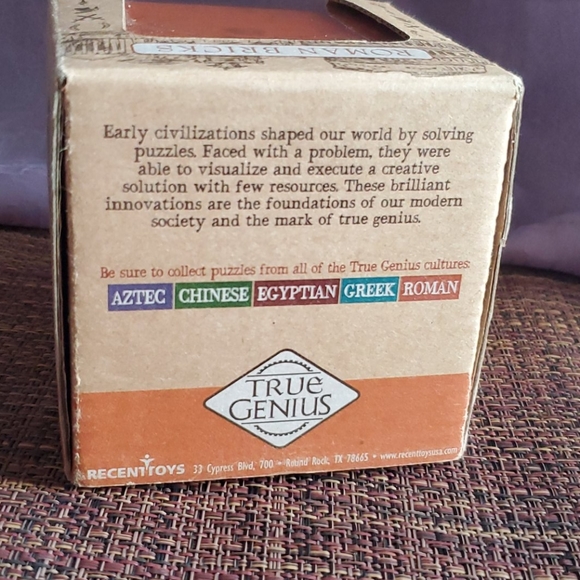 ROMAN BRICKS
Early civilizations shaped our world by solving
puzzles. Faced with a problem, they were
able to visualize and execute a creative
solution with few resources. These brilliant
innovations are the foundations of our modern
society and the mark of true genius.
Be sure to collect puzzles from all of the True Genius cultures:
AZTEC CHINESE EGYPTIAN GREEK ROMAN
TRUE
GENIUS
RECENTTOYS 33 Cypress Blvd, 700 • Round Rock, TX 78665 • www.recenttoysusa.com